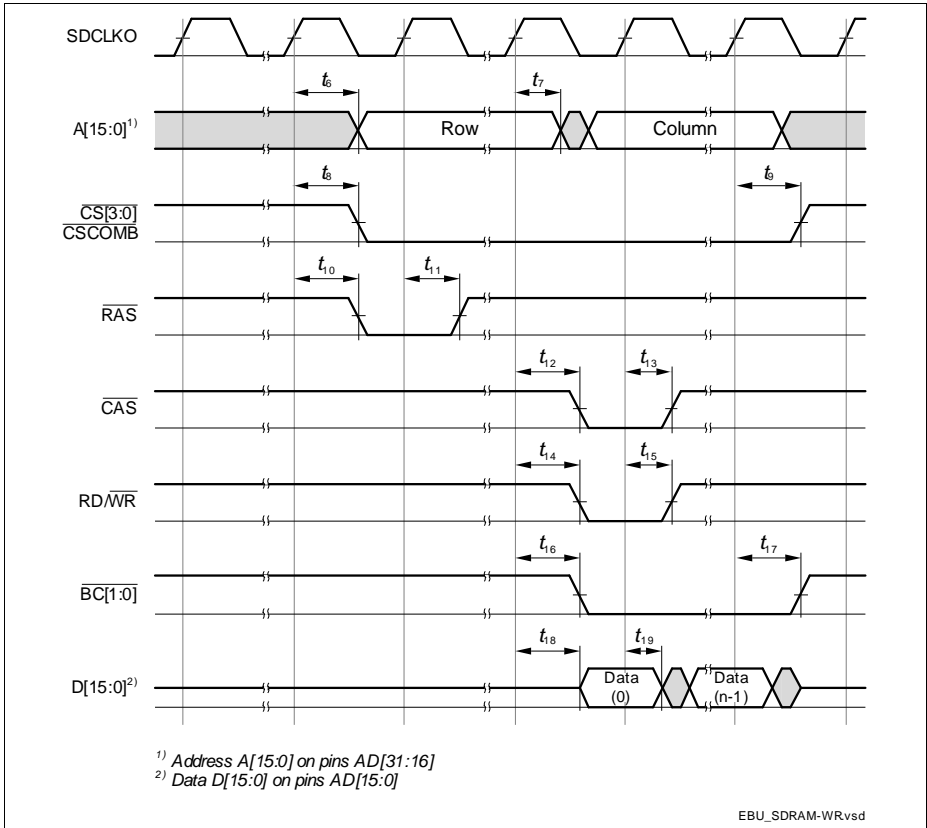 SDCLKO
t6 t7
A[15:0]1) Row Column
t8 t9
CS[3:0]
CSCOMB
t10 t11
RAS
t12 t13
CAS
t14 t15
RD/WR
t16 t17
BC[1:0]
t18 t19
D[15:0]2) Data (0) Data (n-1)
1) Address A[15:0] on pins AD[31:16]
2) Data D[15:0] on pins AD[15:0]
EBU_SDRAM-WR.vsd